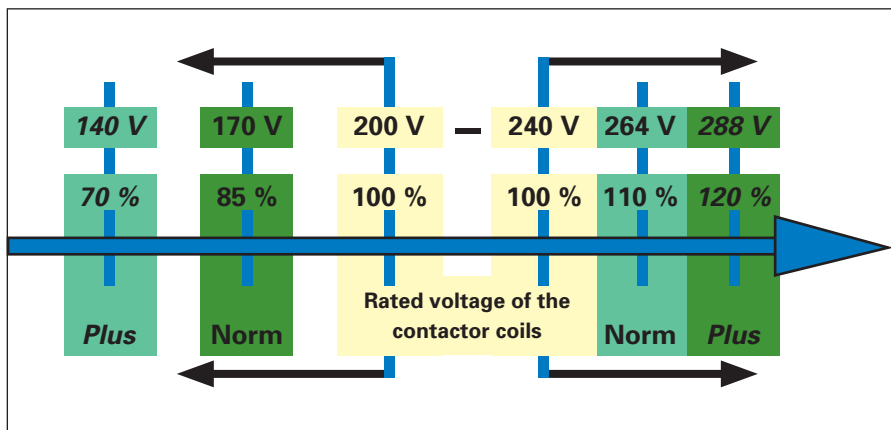 140 V 170 V 200 V – 240 V 264 V 288 V
70 % 85 % 100 % 100 % 110 % 120 %
Rated voltage of the
contactor coils
Plus Norm Norm Plus